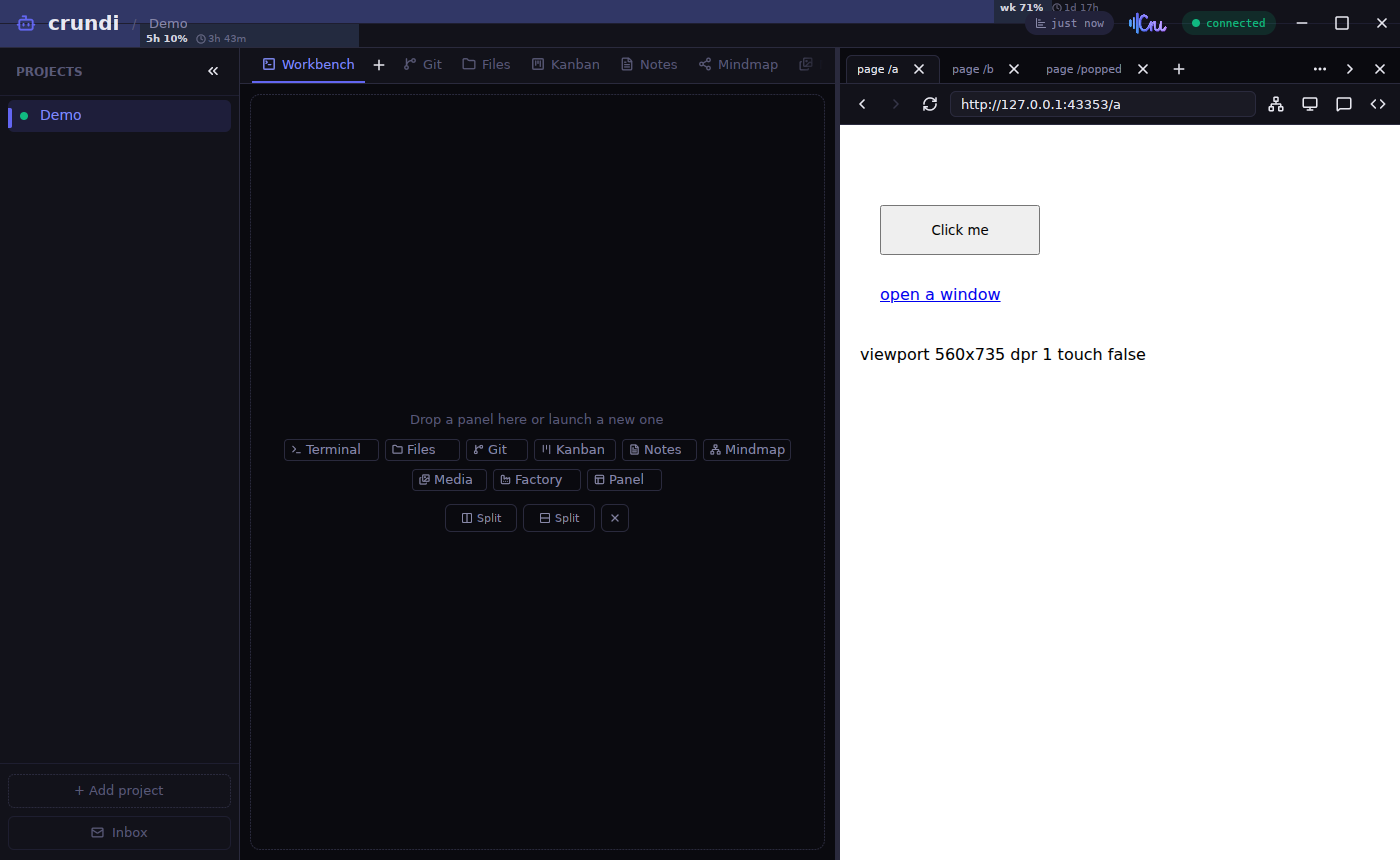 crundi / Demo
wk 71% 1d 17h
5h 10% 3h 43m
just now
Cru
connected
PROJECTS
Demo
+ Add project
Inbox
Workbench
Git
Files
Kanban
Notes
Mindmap
Drop a panel here or launch a new one
Terminal
Files
Git
Kanban
Notes
Mindmap
Media
Factory
Panel
Split
Split
page /a
page /b
page /popped
http://127.0.0.1:43353/a
Click me
open a window
viewport 560x735 dpr 1 touch false